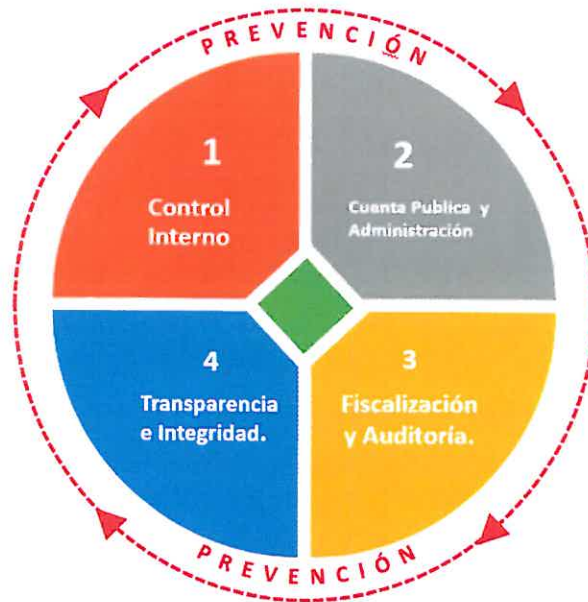 PREVENCIÓN
1
Control
Interno
2
Cuenta Publica y
Administración
4
Transparencia
e Integridad.
3
Fiscalización
y Auditoría.
PREVENCIÓN